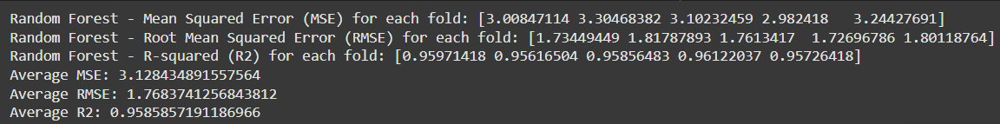 Random Forest - Mean Squared Error (MSE) for each fold: [3.00847114 3.30468382 3.10232459 2.982418   3.24427691]
Random Forest - Root Mean Squared Error (RMSE) for each fold: [1.73449449 1.81787893 1.7613417  1.72696786 1.80118764]
Random Forest - R-squared (R2) for each fold: [0.95971418 0.95616504 0.95856483 0.96122037 0.95726418]
Average MSE: 3.128434891557564
Average RMSE: 1.7683741256843812
Average R2: 0.9585857191186966